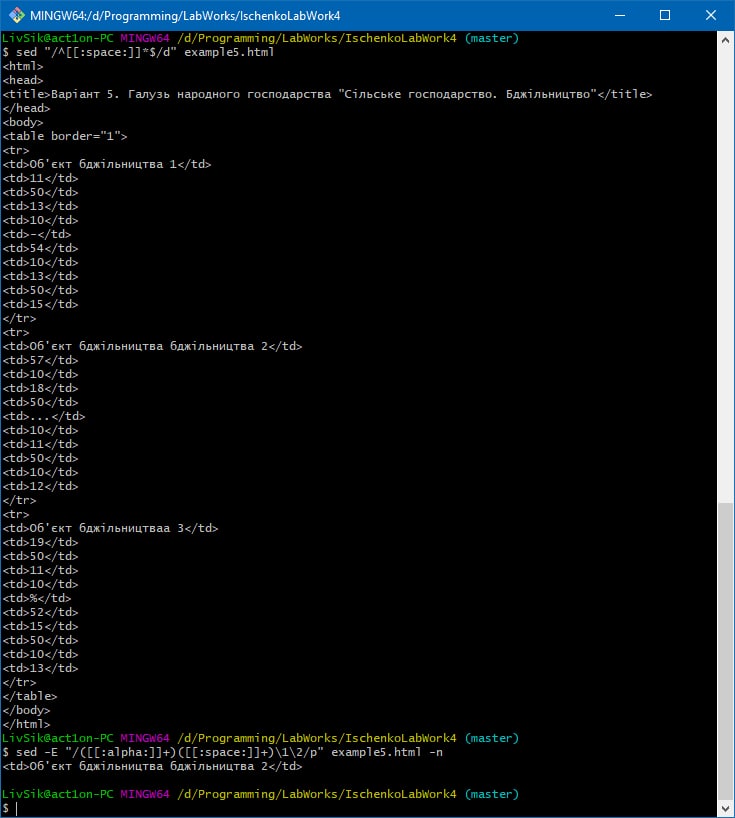 MINGW64:/d/Programming/LabWorks/IschenkoLabWork4
LivSik@act1on-PC MINGW64 /d/Programming/LabWorks/IschenkoLabWork4 (master)
$ sed "/^[[:space:]]*$/d" example5.html
<html>
<head>
<title>Варіант 5. Галузь народного господарства "Сільське господарство. Бджільництво"</title>
</head>
<body>
<table border="1">
<tr>
<td>Об'єкт бджільництва 1</td>
<td>11</td>
<td>50</td>
<td>13</td>
<td>10</td>
<td>-</td>
<td>54</td>
<td>10</td>
<td>13</td>
<td>50</td>
<td>15</td>
</tr>
<tr>
<td>Об'єкт бджільництва бджільництва 2</td>
<td>57</td>
<td>10</td>
<td>18</td>
<td>50</td>
<td>...</td>
<td>10</td>
<td>11</td>
<td>50</td>
<td>10</td>
<td>12</td>
</tr>
<tr>
<td>Об'єкт бджільництваа 3</td>
<td>19</td>
<td>50</td>
<td>11</td>
<td>10</td>
<td>%</td>
<td>52</td>
<td>15</td>
<td>50</td>
<td>10</td>
<td>13</td>
</tr>
</table>
</body>
</html>
LivSik@act1on-PC MINGW64 /d/Programming/LabWorks/IschenkoLabWork4 (master)
$ sed -E "/([[:alpha:]]+)([[:space:]]+)\1\2/p" example5.html -n
<td>Об'єкт бджільництва бджільництва 2</td>
LivSik@act1on-PC MINGW64 /d/Programming/LabWorks/IschenkoLabWork4 (master)
$